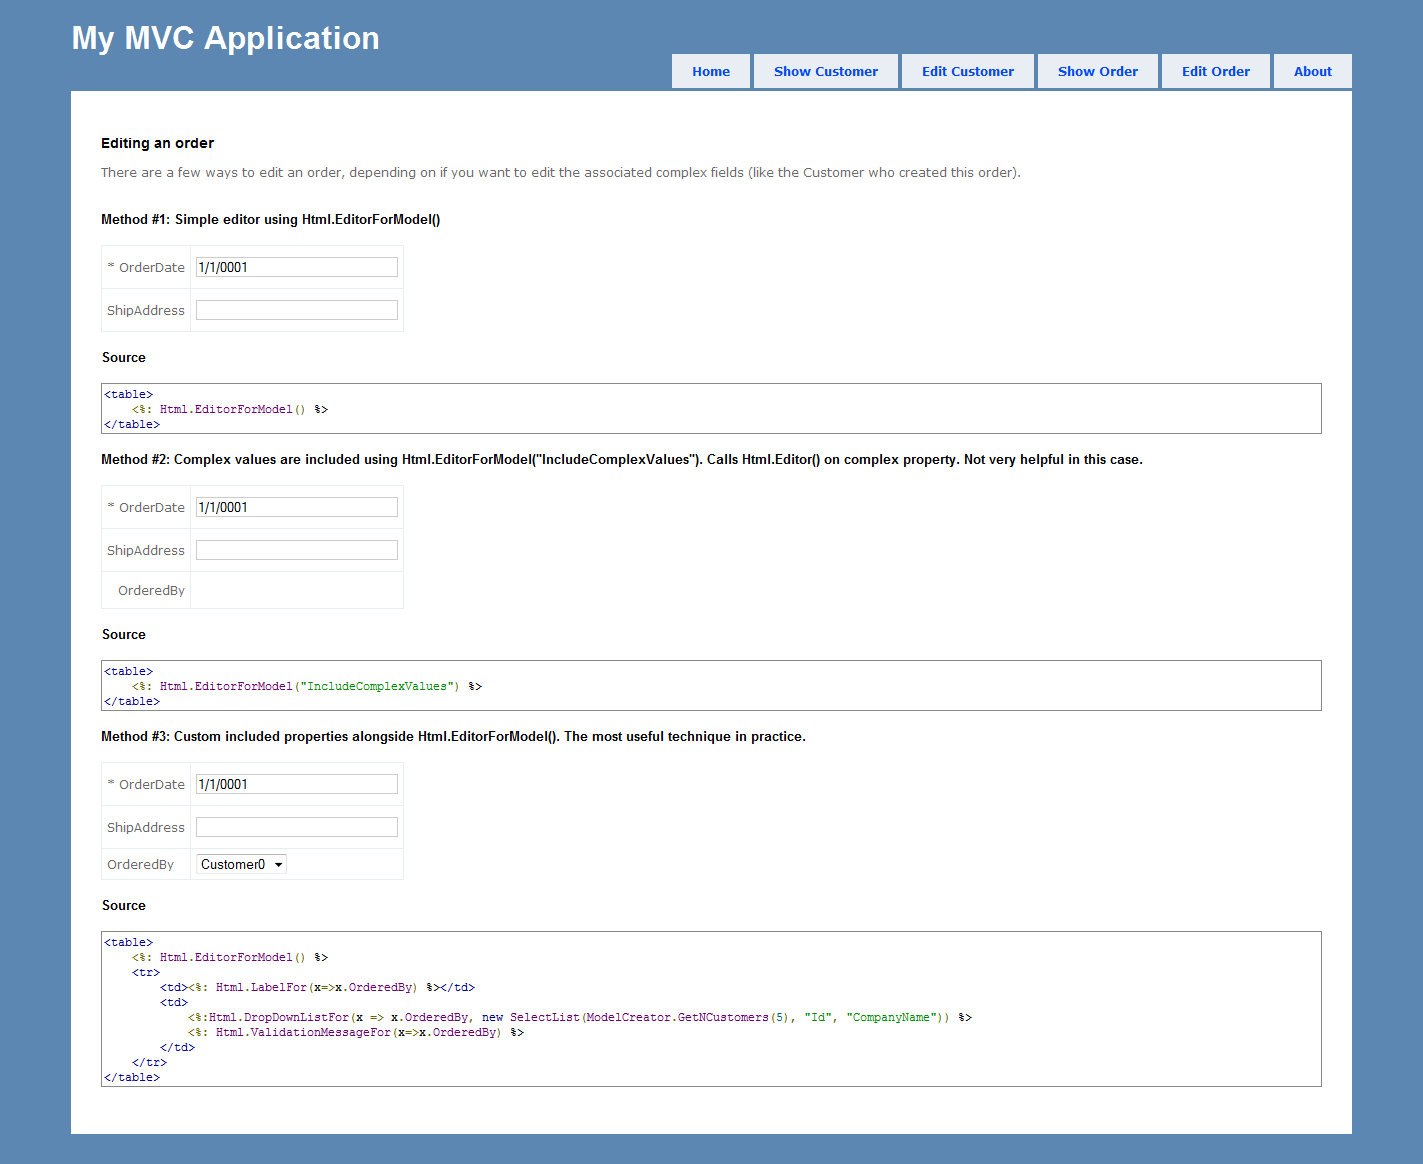 My MVC Application
Home Show Customer Edit Customer Show Order Edit Order About
Editing an order
There are a few ways to edit an order, depending on if you want to edit the associated complex fields (like the Customer who created this order).
Method #1: Simple editor using Html.EditorForModel()
* OrderDate 1/1/0001
ShipAddress
Source
<table>
    <%: Html.EditorForModel() %>
</table>
Method #2: Complex values are included using Html.EditorForModel("IncludeComplexValues"). Calls Html.Editor() on complex property. Not very helpful in this case.
* OrderDate 1/1/0001
ShipAddress
OrderedBy
Source
<table>
    <%: Html.EditorForModel("IncludeComplexValues") %>
</table>
Method #3: Custom included properties alongside Html.EditorForModel(). The most useful technique in practice.
* OrderDate 1/1/0001
ShipAddress
OrderedBy Customer0
Source
<table>
    <%: Html.EditorForModel() %>
    <tr>
        <td><%: Html.LabelFor(x=>x.OrderedBy) %></td>
        <td>
            <%:Html.DropDownListFor(x => x.OrderedBy, new SelectList(ModelCreator.GetNCustomers(5), "Id", "CompanyName")) %>
            <%: Html.ValidationMessageFor(x=>x.OrderedBy) %>
        </td>
    </tr>
</table>